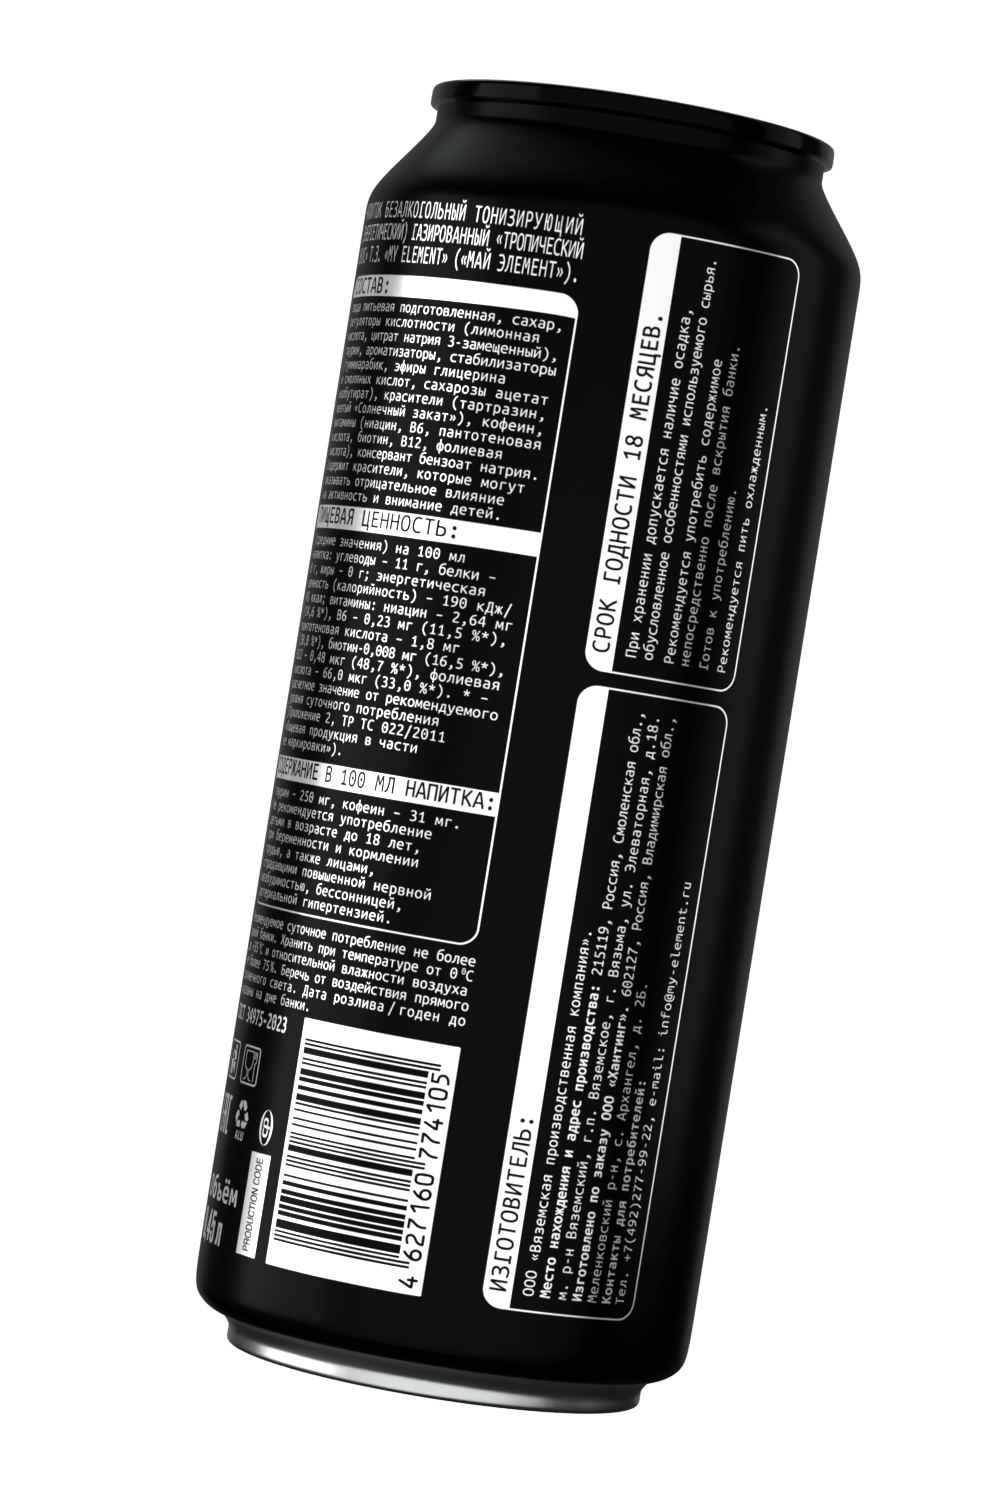 БЕЗАЛКОГОЛЬНЫЙ ТОНИЗИРУЮЩИЙ
ГАЗИРОВАННЫЙ «ТРОПИЧЕСКИЙ
Т.З. «MY ELEMENT» («МАЙ ЭЛЕМЕНТ»).
СОСТАВ:
питьевая подготовленная, сахар,
регуляторы кислотности (лимонная
кислота, цитрат натрия 3-замещенный),
таурин, ароматизаторы, стабилизаторы
(гуммиарабик, эфиры глицерина
и смоляных кислот, сахарозы ацетат
изобутират), красители (тартразин,
желтый «Солнечный закат»), кофеин,
витамины (ниацин, В6, пантотеновая
кислота, биотин, В12, фолиевая
кислота), консервант бензоат натрия.
Содержит красители, которые могут
оказывать отрицательное влияние
на активность и внимание детей.
ПИЩЕВАЯ ЦЕННОСТЬ:
(средние значения) на 100 мл
напитка: углеводы - 11 г, белки -
г, жиры - 0 г; энергетическая
ценность (калорийность) - 190 кДж/
ккал; витамины: ниацин - 2,64 мг
В6 - 0,23 мг (11,5 %*),
пантотеновая кислота - 1,8 мг
биотин-0,008 мг (16,5 %*),
0,48 мкг (48,7 %*), фолиевая
кислота - 66,0 мкг (33,0 %*). * -
расчетное значение от рекомендуемого
уровня суточного потребления
(приложение 2, ТР ТС 022/2011
«Пищевая продукция в части
ее маркировки»).
СОДЕРЖАНИЕ В 100 МЛ НАПИТКА:
таурин - 250 мг, кофеин - 31 мг.
Не рекомендуется употребление
детьми в возрасте до 18 лет,
при беременности и кормлении
грудью, а также лицами,
страдающими повышенной нервной
возбудимостью, бессонницей,
артериальной гипертензией.
суточное потребление не более
банки. Хранить при температуре от 0°С
до +35°С и относительной влажности воздуха
не более 75%. Беречь от воздействия прямого
солнечного света. Дата розлива/годен до
на дне банки.
34975-2023
ALU
Объём
0,45л
PRODUCTION CODE
4 627160 774105
СРОК ГОДНОСТИ 18 МЕСЯЦЕВ.
При хранении допускается наличие осадка,
обусловленное особенностями используемого сырья.
Рекомендуется употребить содержимое
непосредственно после вскрытия банки.
Готов к употреблению.
Рекомендуется пить охлажденным.
ИЗГОТОВИТЕЛЬ:
ООО «Вяземская производственная компания».
Место нахождения и адрес производства: 215119, Россия, Смоленская обл.,
м. р-н Вяземский, г.п. Вяземское, г. Вязьма, ул. Элеваторная, д.18.
Изготовлено по заказу ООО «Хантинг». 602127, Россия, Владимирская обл.,
Меленковский р-н, с. Архангел, д. 2Б.
Контакты для потребителей:
Тел. +7(492)277-99-22, e-mail: info@my-element.ru